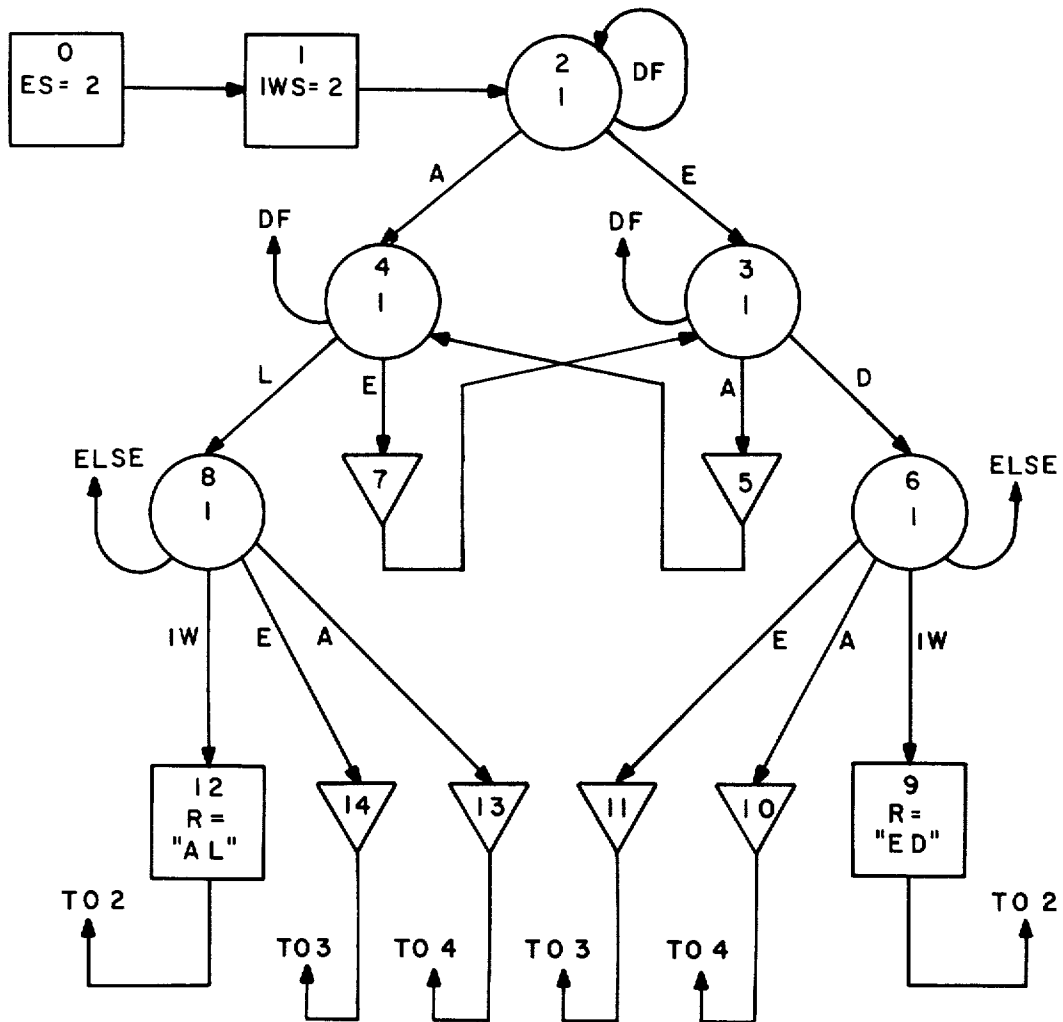 0
ES = 2
1
IWS = 2
2
1
DF
A
E
DF
4
1
DF
3
1
L
E
A
D
ELSE
8
1
7
5
6
1
ELSE
IW
E
A
E
A
IW
12
R =
"AL"
14
13
11
10
9
R =
"ED"
TO 2
TO 3
TO 4
TO 3
TO 4
TO 2